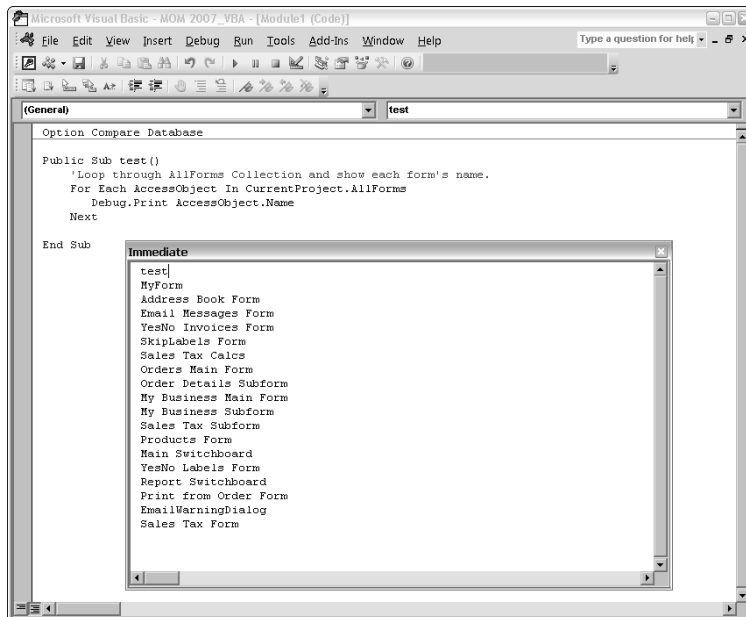 Microsoft Visual Basic - MOM 2007_VBA - [Module1 (Code)]
File Edit View Insert Debug Run Tools Add-Ins Window Help
Type a question for help
(General)
test
Option Compare Database
Public Sub test()
'Loop through AllForms Collection and show each form's name.
For Each AccessObject In CurrentProject.AllForms
Debug.Print AccessObject.Name
Next
End Sub
Immediate
test
MyForm
Address Book Form
Email Messages Form
YesNo Invoices Form
SkipLabels Form
Sales Tax Calcs
Orders Main Form
Order Details Subform
My Business Main Form
My Business Subform
Sales Tax Subform
Products Form
Main Switchboard
YesNo Labels Form
Report Switchboard
Print from Order Form
EmailWarningDialog
Sales Tax Form